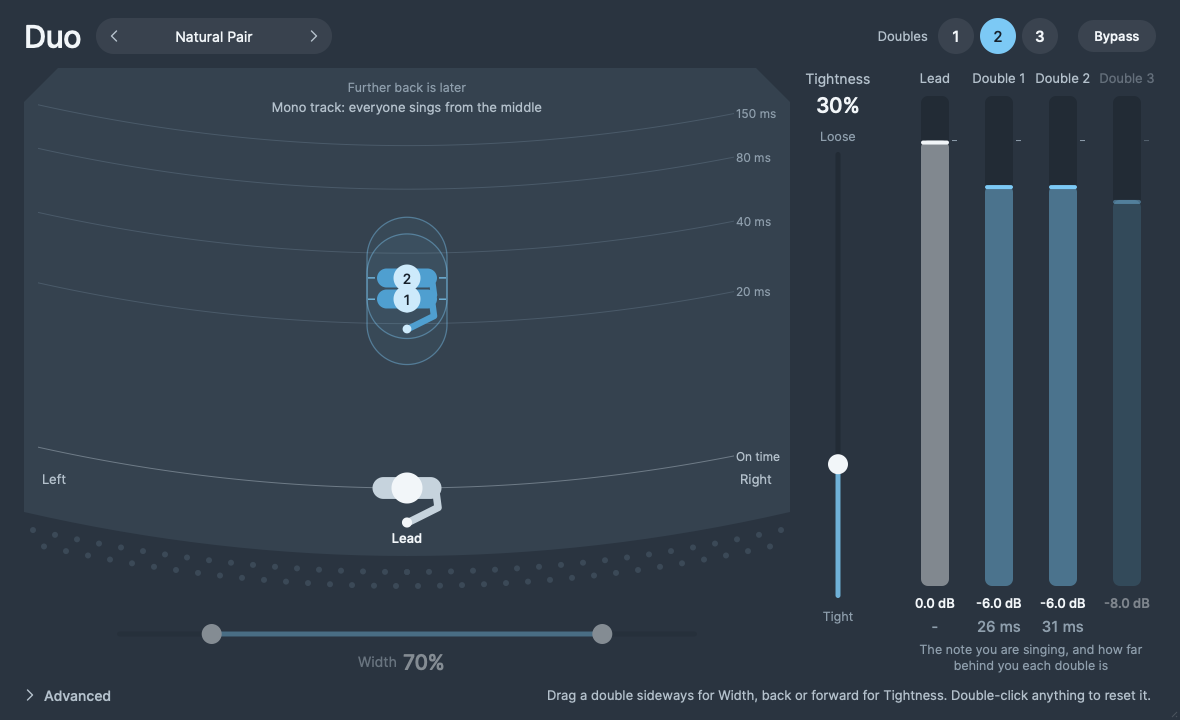 Duo
Natural Pair
Doubles 1 2 3 Bypass
Further back is later
Mono track: everyone sings from the middle
150 ms
80 ms
40 ms
20 ms
2
1
On time
Left
Right
Lead
Width 70%
Tightness
30%
Loose
Tight
Lead Double 1 Double 2 Double 3
0.0 dB -6.0 dB -6.0 dB -8.0 dB
- 26 ms 31 ms
The note you are singing, and how far
behind you each double is
Advanced
Drag a double sideways for Width, back or forward for Tightness. Double-click anything to reset it.